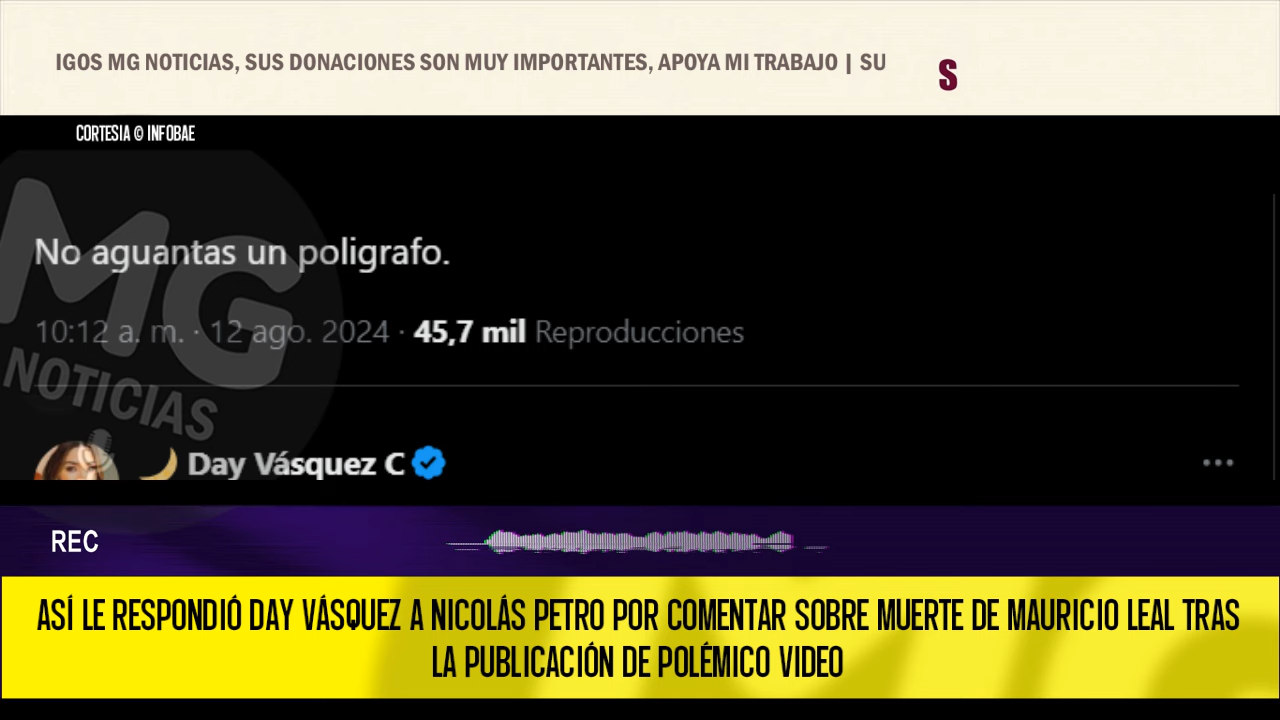 IGOS MG NOTICIAS, SUS DONACIONES SON MUY IMPORTANTES, APOYA MI TRABAJO | SU
S
CORTESIA © INFOBAE
MG
NOTICIAS
No aguantas un poligrafo.
10:12 a. m. · 12 ago. 2024 · 45,7 mil Reproducciones
Day Vásquez C
REC
ASÍ LE RESPONDIÓ DAY VÁSQUEZ A NICOLÁS PETRO POR COMENTAR SOBRE MUERTE DE MAURICIO LEAL TRAS
LA PUBLICACIÓN DE POLÉMICO VIDEO